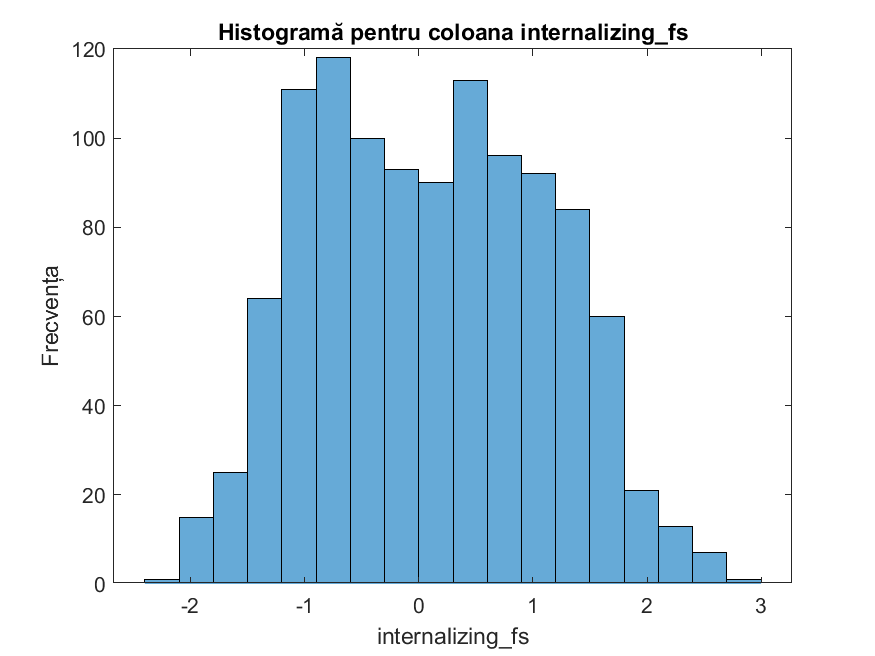 Histogramă pentru coloana internalizing_fs
Frecvența
120
100
80
60
40
20
0
-2 -1 0 1 2 3
internalizing_fs